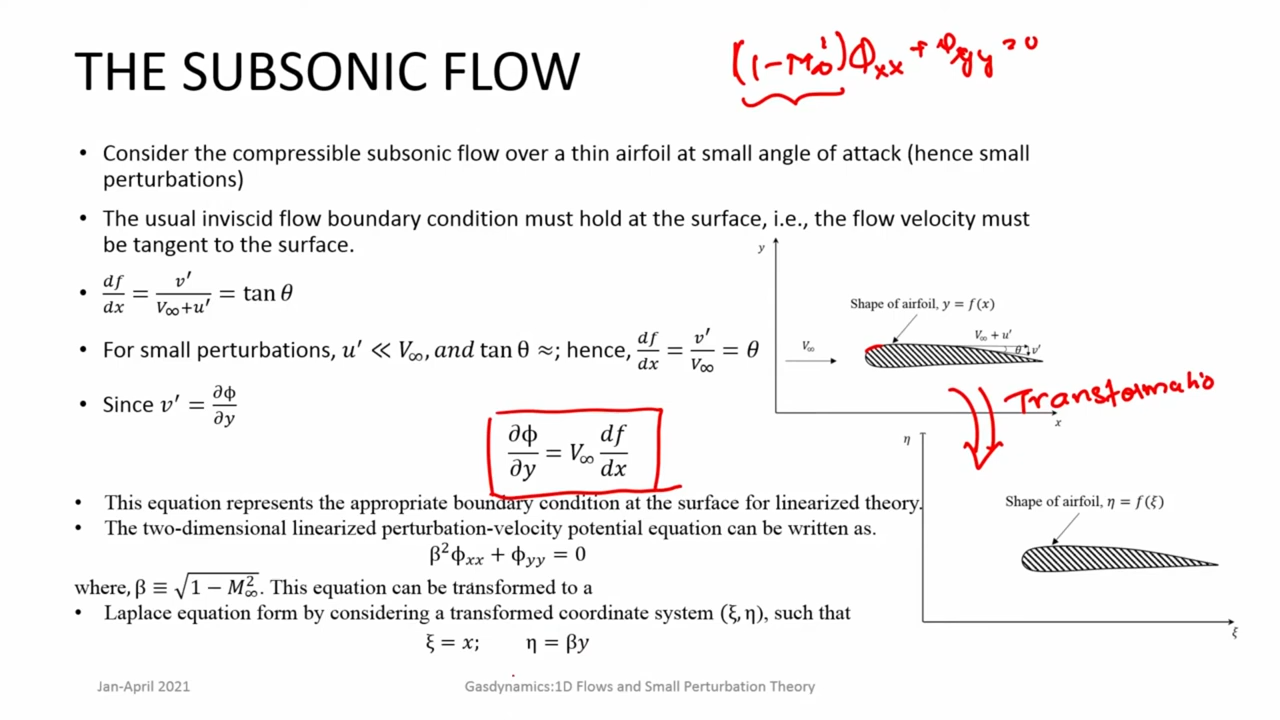 THE SUBSONIC FLOW
(1-M∞²)Φxx + Φyy = 0
• Consider the compressible subsonic flow over a thin airfoil at small angle of attack (hence small
perturbations)
• The usual inviscid flow boundary condition must hold at the surface, i.e., the flow velocity must
be tangent to the surface.
• df/dx = v′/(V∞+u′) = tan θ
• For small perturbations, u′ ≪ V∞, and tan θ ≈; hence, df/dx = v′/V∞ = θ
• Since v′ = ∂ϕ/∂y
∂ϕ/∂y = V∞ df/dx
y
Shape of airfoil, y = f(x)
V∞
V∞ + u′
θ
v′
x
Transformatio
• This equation represents the appropriate boundary condition at the surface for linearized theory.
• The two-dimensional linearized perturbation-velocity potential equation can be written as.
β²ϕxx + ϕyy = 0
where, β ≡ √(1 − M∞²). This equation can be transformed to a
• Laplace equation form by considering a transformed coordinate system (ξ, η), such that
ξ = x; η = βy
η
Shape of airfoil, η = f(ξ)
ξ
Jan-April 2021
Gasdynamics:1D Flows and Small Perturbation Theory